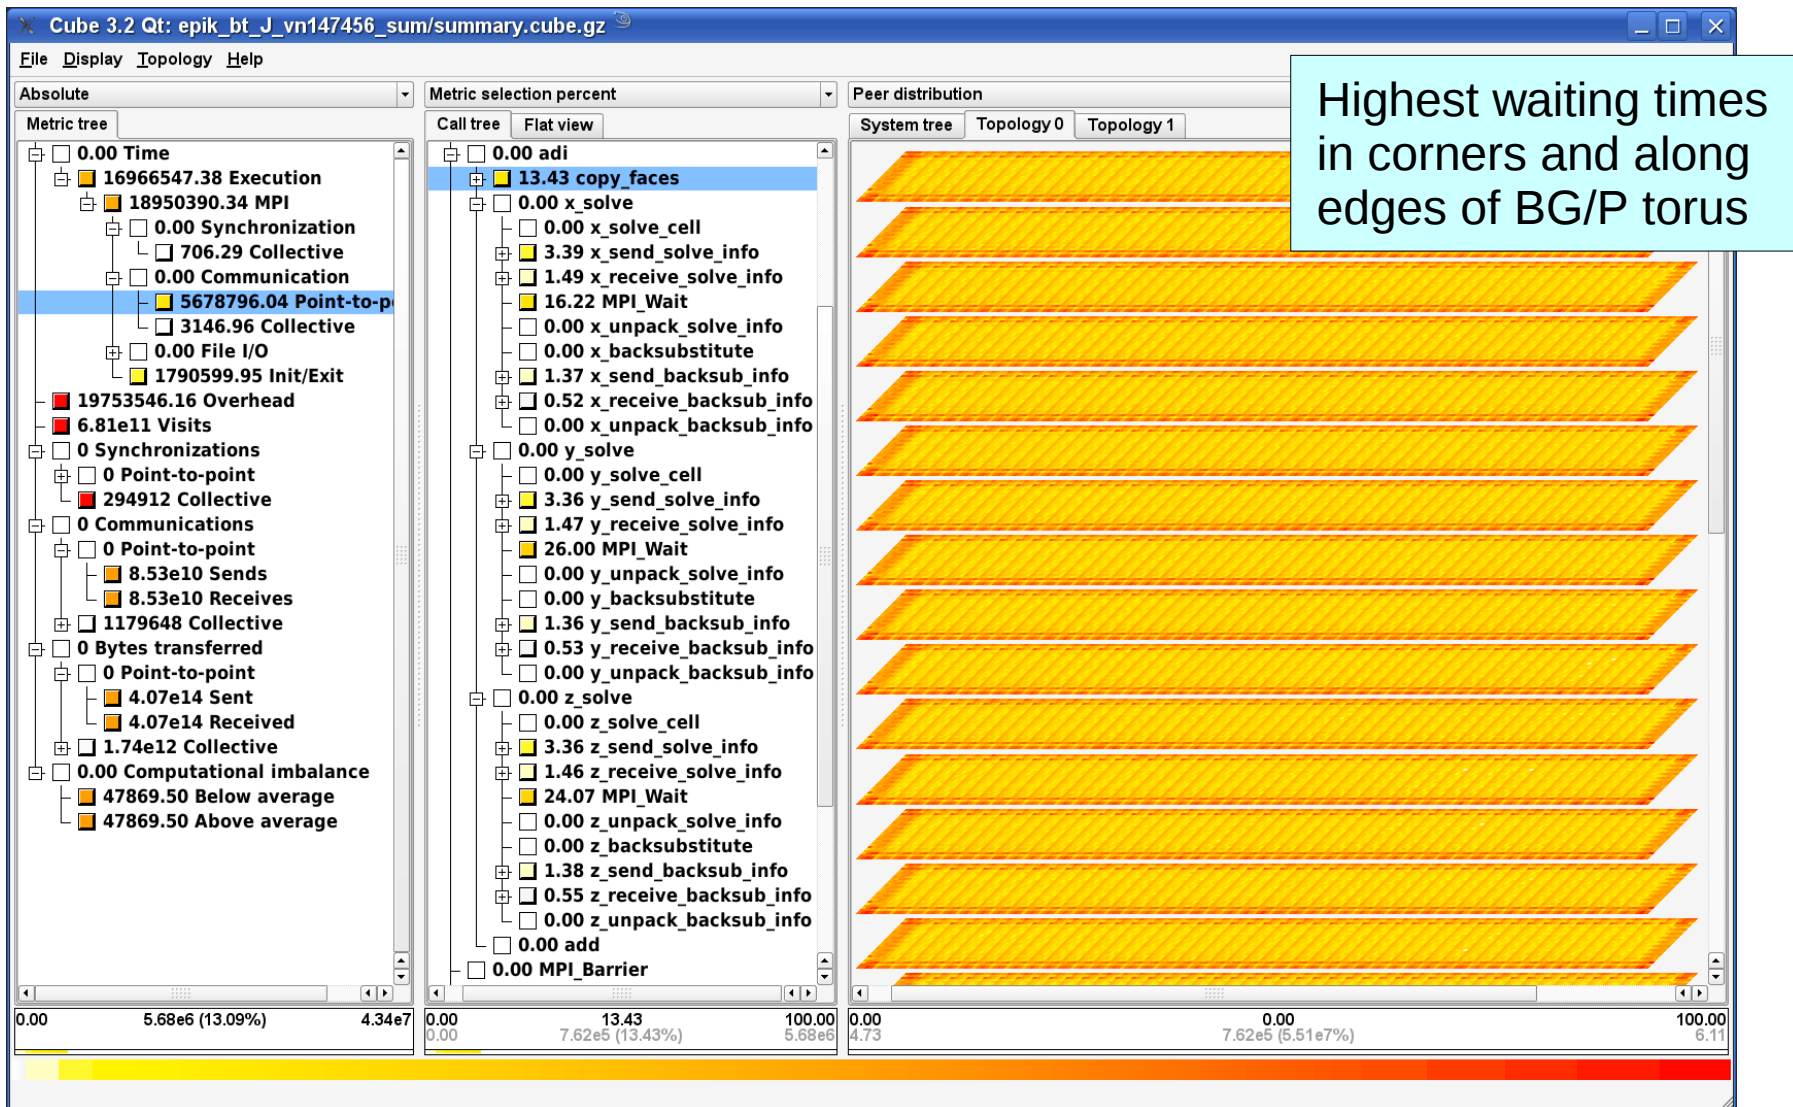 Cube 3.2 Qt: epik_bt_J_vn147456_sum/summary.cube.gz
File Display Topology Help
Absolute
Metric tree
0.00 Time
16966547.38 Execution
18950390.34 MPI
0.00 Synchronization
706.29 Collective
0.00 Communication
5678796.04 Point-to-p
3146.96 Collective
0.00 File I/O
1790599.95 Init/Exit
19753546.16 Overhead
6.81e11 Visits
0 Synchronizations
0 Point-to-point
294912 Collective
0 Communications
0 Point-to-point
8.53e10 Sends
8.53e10 Receives
1179648 Collective
0 Bytes transferred
0 Point-to-point
4.07e14 Sent
4.07e14 Received
1.74e12 Collective
0.00 Computational imbalance
47869.50 Below average
47869.50 Above average
0.00 5.68e6 (13.09%) 4.34e7
Metric selection percent
Call tree Flat view
0.00 adi
13.43 copy_faces
0.00 x_solve
0.00 x_solve_cell
3.39 x_send_solve_info
1.49 x_receive_solve_info
16.22 MPI_Wait
0.00 x_unpack_solve_info
0.00 x_backsubstitute
1.37 x_send_backsub_info
0.52 x_receive_backsub_info
0.00 x_unpack_backsub_info
0.00 y_solve
0.00 y_solve_cell
3.36 y_send_solve_info
1.47 y_receive_solve_info
26.00 MPI_Wait
0.00 y_unpack_solve_info
0.00 y_backsubstitute
1.36 y_send_backsub_info
0.53 y_receive_backsub_info
0.00 y_unpack_backsub_info
0.00 z_solve
0.00 z_solve_cell
3.36 z_send_solve_info
1.46 z_receive_solve_info
24.07 MPI_Wait
0.00 z_unpack_solve_info
0.00 z_backsubstitute
1.38 z_send_backsub_info
0.55 z_receive_backsub_info
0.00 z_unpack_backsub_info
0.00 add
0.00 MPI_Barrier
0.00 13.43 100.00
0.00 7.62e5 (13.43%) 5.68e6
Peer distribution
System tree Topology 0 Topology 1
Highest waiting times
in corners and along
edges of BG/P torus
0.00 0.00 100.00
4.73 7.62e5 (5.51e7%) 6.11